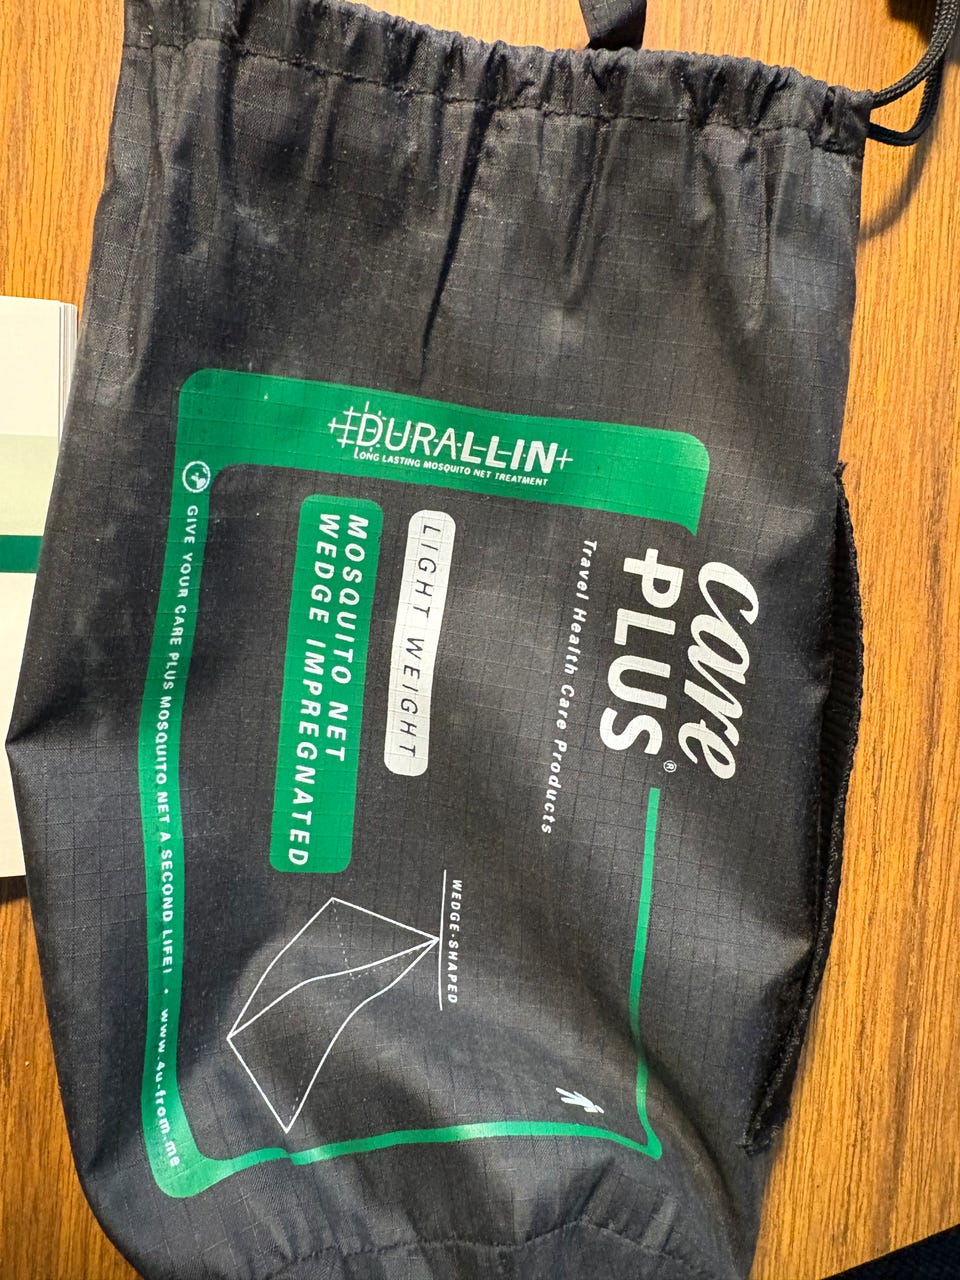 care
PLUS®
Travel Health Care Products
DURALLIN
LONG LASTING MOSQUITO NET TREATMENT
LIGHT WEIGHT
MOSQUITO NET
WEDGE IMPREGNATED
WEDGE-SHAPED
GIVE YOUR CARE PLUS MOSQUITO NET A SECOND LIFE! • www.4u-from.me